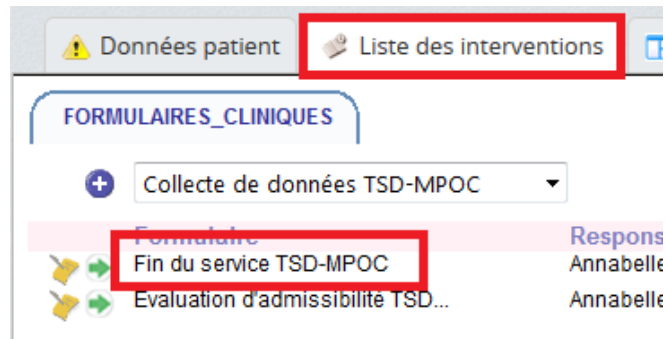 Données patient
Liste des interventions
FORMULAIRES_CLINIQUES
Collecte de données TSD-MPOC
Formulaire Respons
Fin du service TSD-MPOC Annabelle
Évaluation d'admissibilité TSD... Annabelle